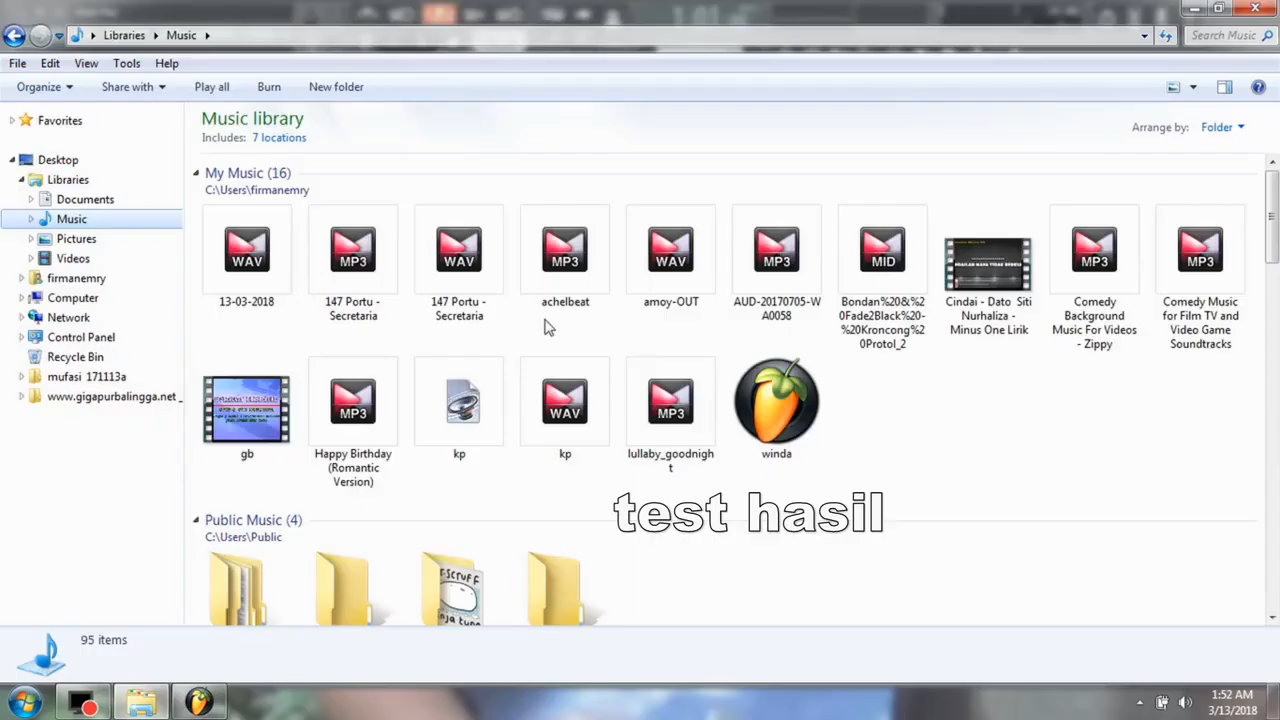 Libraries
Music
Search Music
File
Edit
View
Tools
Help
Organize
Share with
Play all
Burn
New folder
Favorites
Desktop
Libraries
Documents
Music
Pictures
Videos
firmanemry
Computer
Network
Control Panel
Recycle Bin
mufasi 171113a
www.gigapurbalingga.net _
Music library
Includes: 7 locations
Arrange by: Folder
My Music (16)
C:\Users\firmanemry
WAV
MP3
WAV
MP3
WAV
MP3
MID
MP3
MP3
13-03-2018
147 Portu -
Secretaria
147 Portu -
Secretaria
achelbeat
amoy-OUT
AUD-20170705-W
A0058
Bondan%20&%2
0Fade2Black%20-
%20Kroncong%2
0Protol_2
Cindai - Dato Siti
Nurhaliza -
Minus One Lirik
Comedy
Background
Music For Videos
- Zippy
Comedy Music
for Film TV and
Video Game
Soundtracks
MP3
WAV
MP3
gb
Happy Birthday
(Romantic
Version)
kp
kp
lullaby_goodnigh
t
winda
test hasil
Public Music (4)
C:\Users\Public
95 items
1:52 AM
3/13/2018